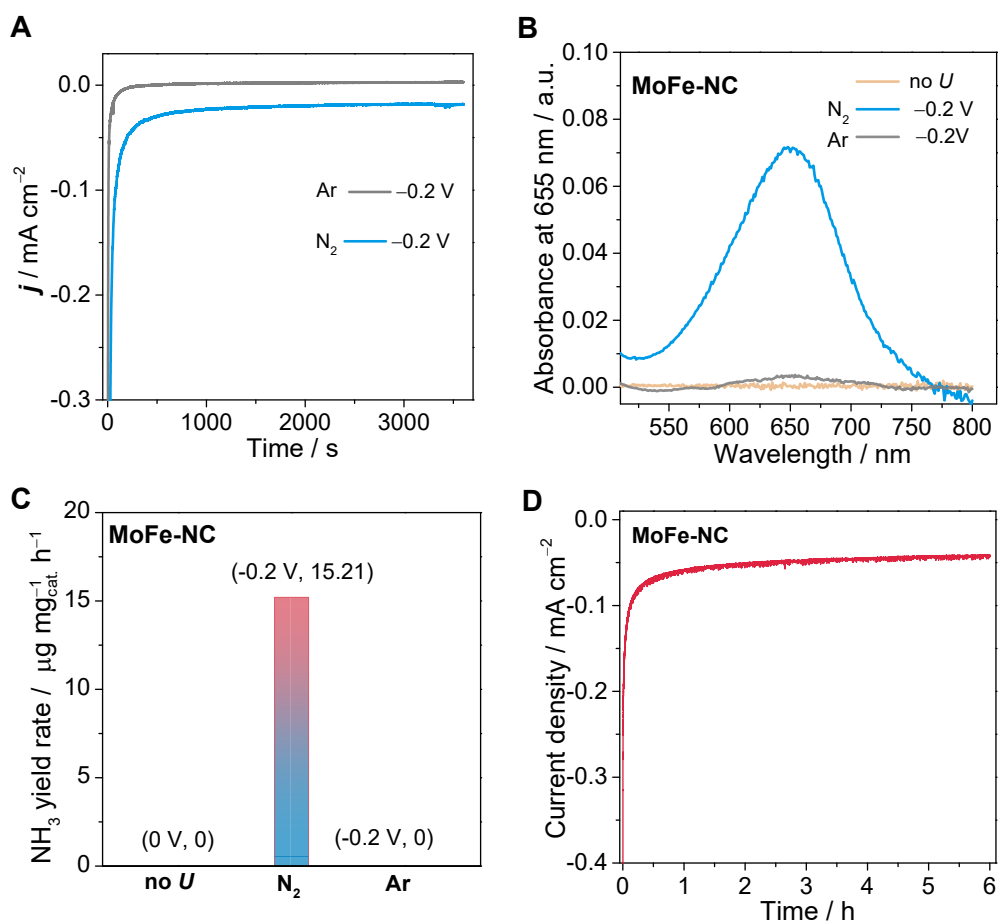 A
j / mA cm⁻²
0.0
-0.1
-0.2
-0.3
Ar —0.2 V
N₂ —0.2 V
0 1000 2000 3000
Time / s
B
Absorbance at 655 nm / a.u.
0.10
0.08
0.06
0.04
0.02
0.00
MoFe-NC
no U
N₂ −0.2 V
Ar −0.2V
550 600 650 700 750 800
Wavelength / nm
C
NH₃ yield rate / μg mg⁻¹cat. h⁻¹
20
15
10
5
0
MoFe-NC
(-0.2 V, 15.21)
(0 V, 0)
(-0.2 V, 0)
no U N₂ Ar
D
Current density / mA cm⁻²
0.0
-0.1
-0.2
-0.3
-0.4
MoFe-NC
0 1 2 3 4 5 6
Time / h